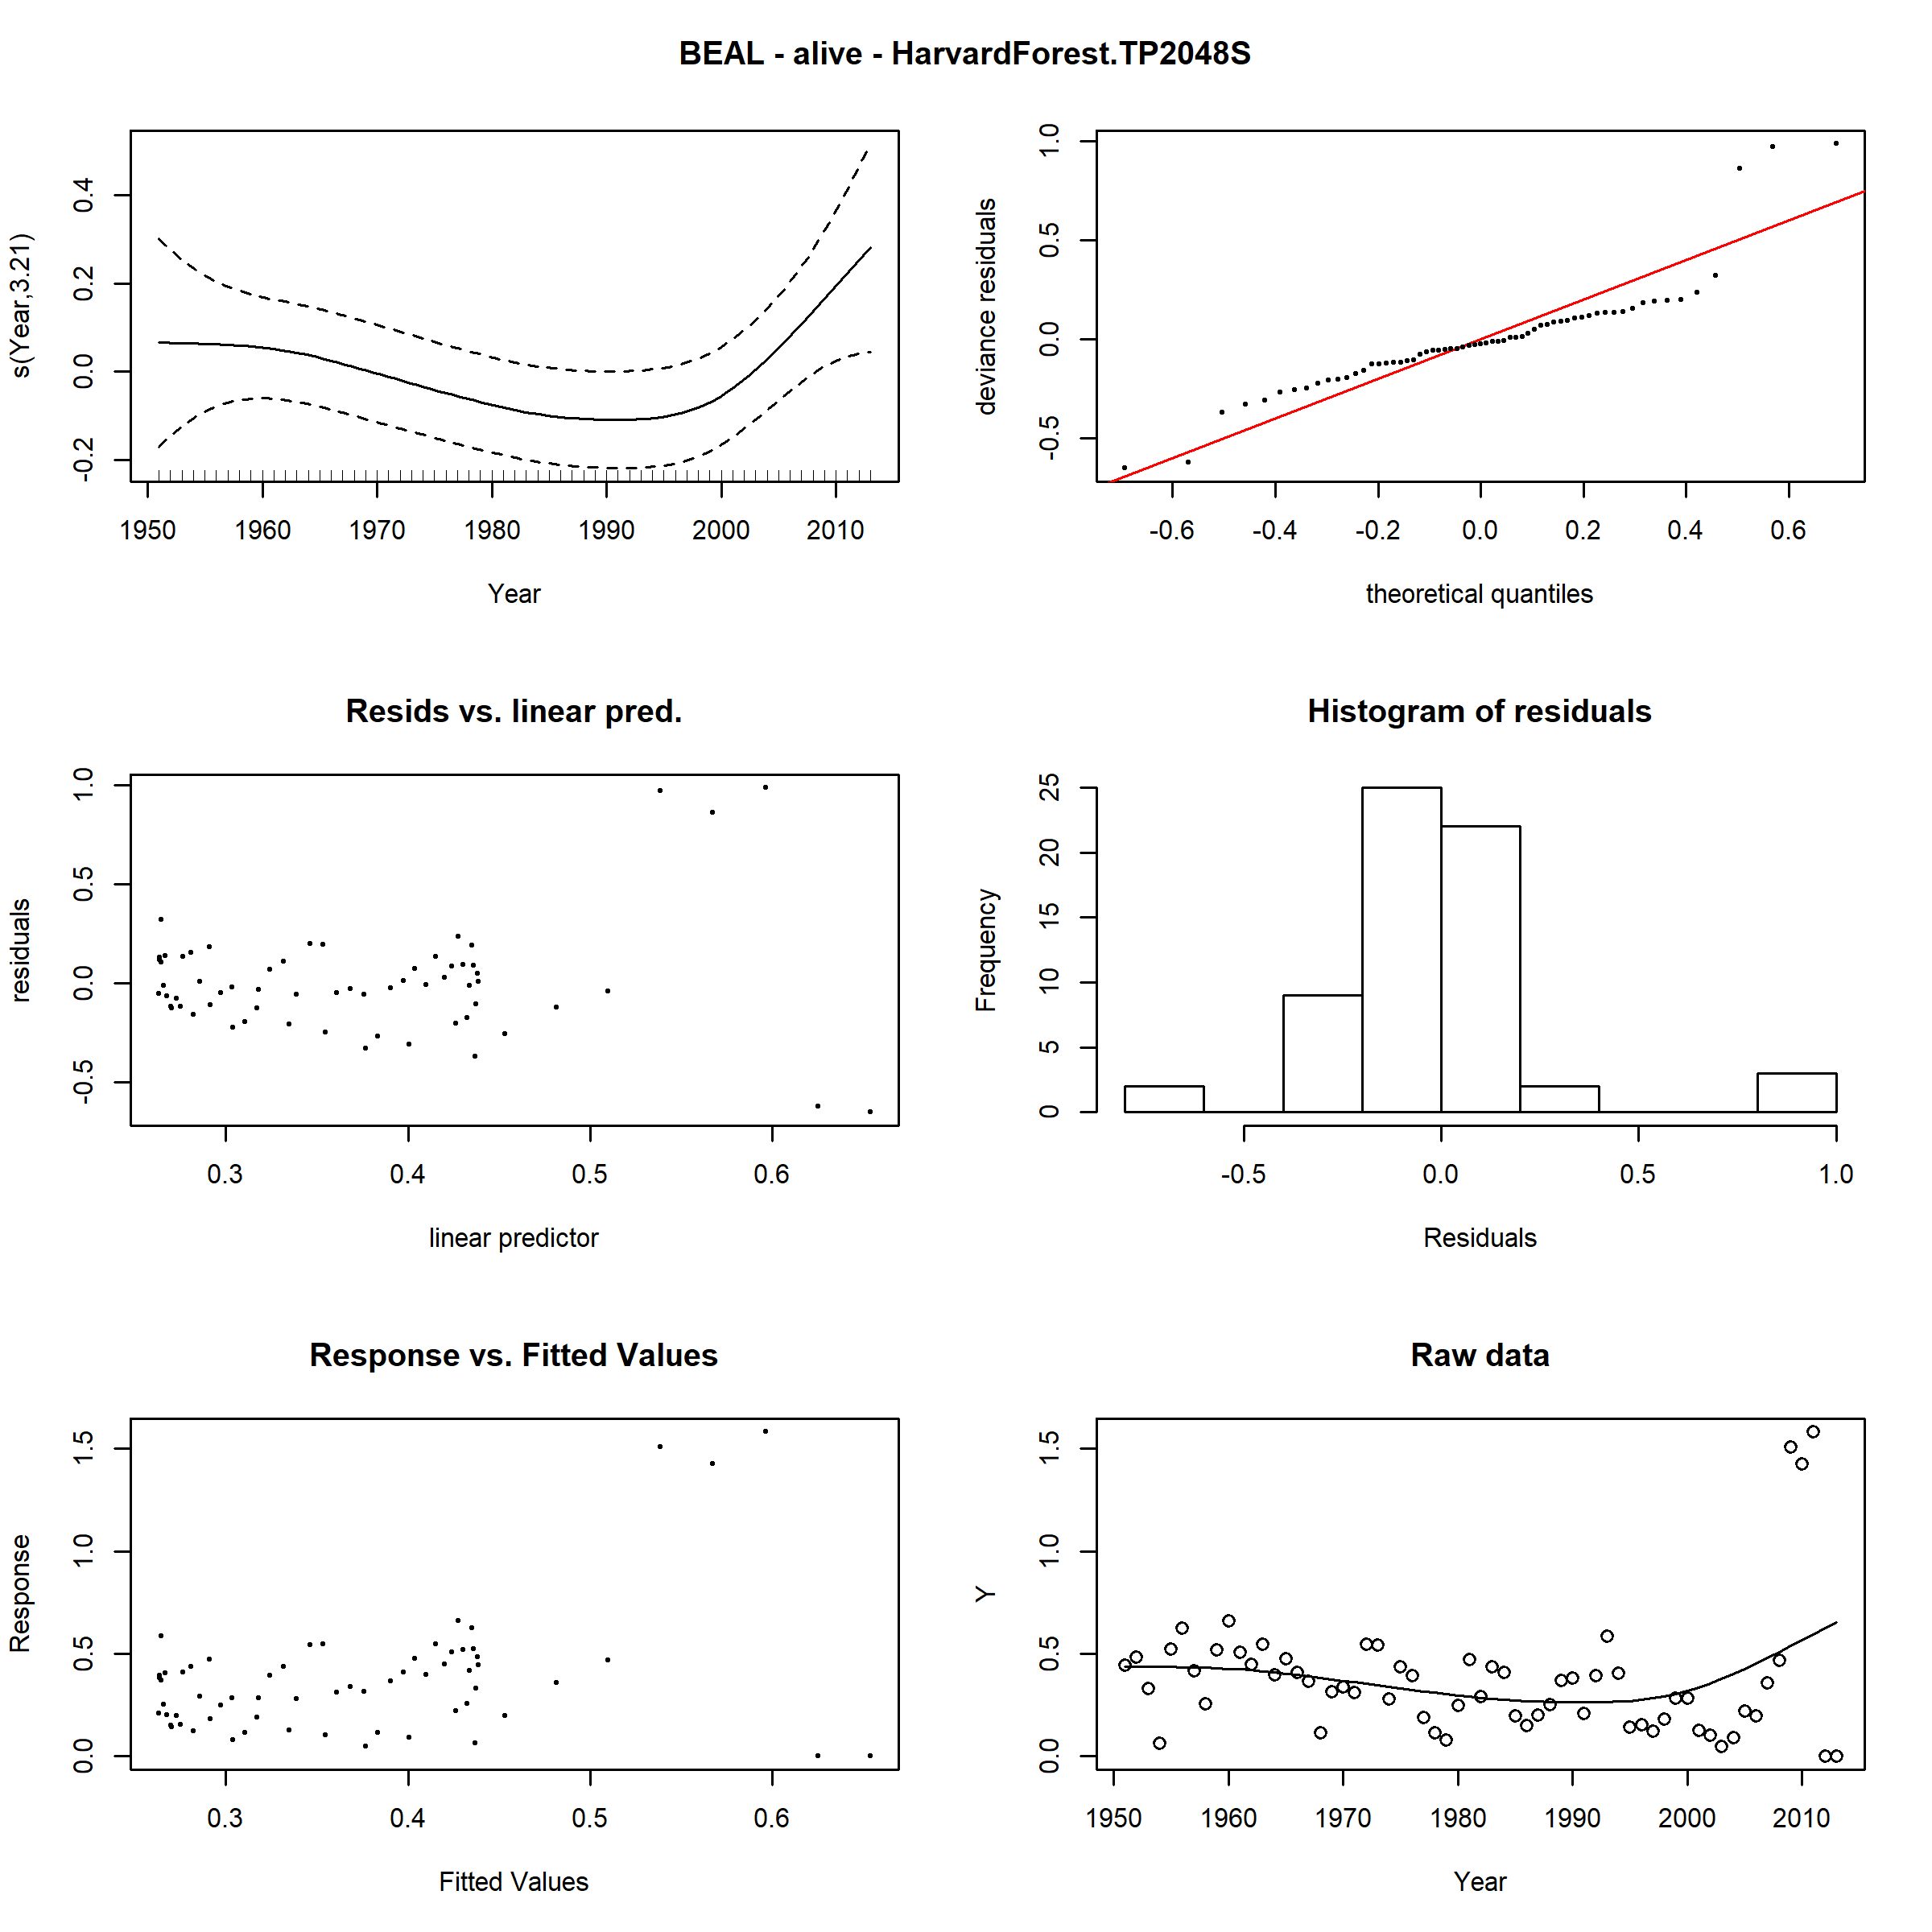 BEAL - alive - HarvardForest.TP2048S
s(Year,3.21)
-0.2 0.0 0.2 0.4
1950 1960 1970 1980 1990 2000 2010
Year
deviance residuals
-0.5 0.0 0.5 1.0
-0.6 -0.4 -0.2 0.0 0.2 0.4 0.6
theoretical quantiles
Resids vs. linear pred.
residuals
-0.5 0.0 0.5 1.0
0.3 0.4 0.5 0.6
linear predictor
Histogram of residuals
Frequency
0 5 10 15 20 25
-0.5 0.0 0.5 1.0
Residuals
Response vs. Fitted Values
Response
0.0 0.5 1.0 1.5
0.3 0.4 0.5 0.6
Fitted Values
Raw data
Y
0.0 0.5 1.0 1.5
1950 1960 1970 1980 1990 2000 2010
Year